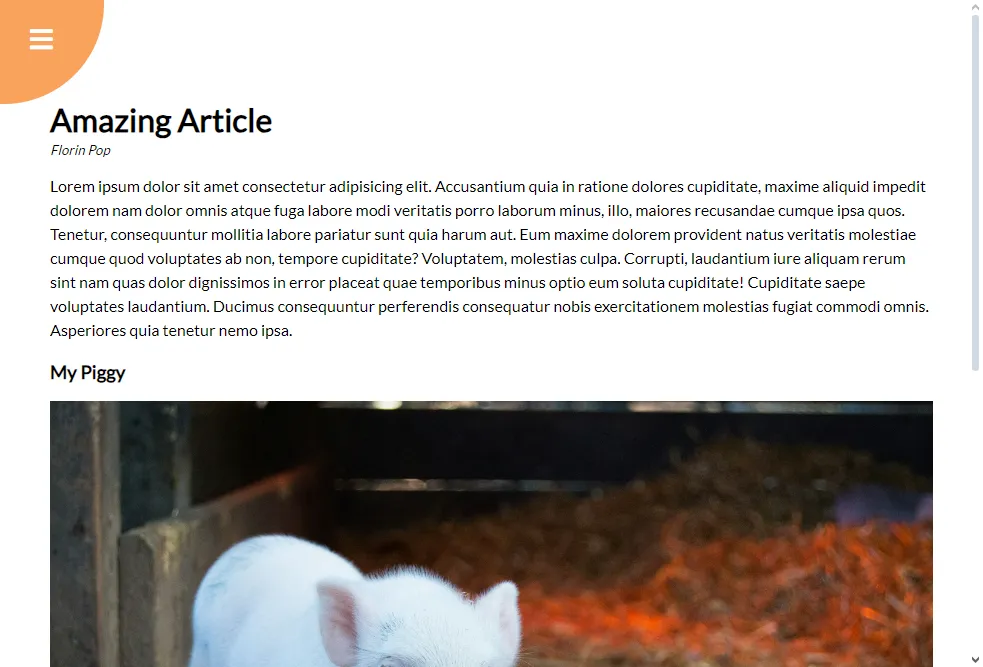 Amazing Article
Florin Pop
Lorem ipsum dolor sit amet consectetur adipisicing elit. Accusantium quia in ratione dolores cupiditate, maxime aliquid impedit
dolorem nam dolor omnis atque fuga labore modi veritatis porro laborum minus, illo, maiores recusandae cumque ipsa quos.
Tenetur, consequuntur mollitia labore pariatur sunt quia harum aut. Eum maxime dolorem provident natus veritatis molestiae
cumque quod voluptates ab non, tempore cupiditate? Voluptatem, molestias culpa. Corrupti, laudantium iure aliquam rerum
sint nam quas dolor dignissimos in error placeat quae temporibus minus optio eum soluta cupiditate! Cupiditate saepe
voluptates laudantium. Ducimus consequuntur perferendis consequatur nobis exercitationem molestias fugiat commodi omnis.
Asperiores quia tenetur nemo ipsa.
My Piggy